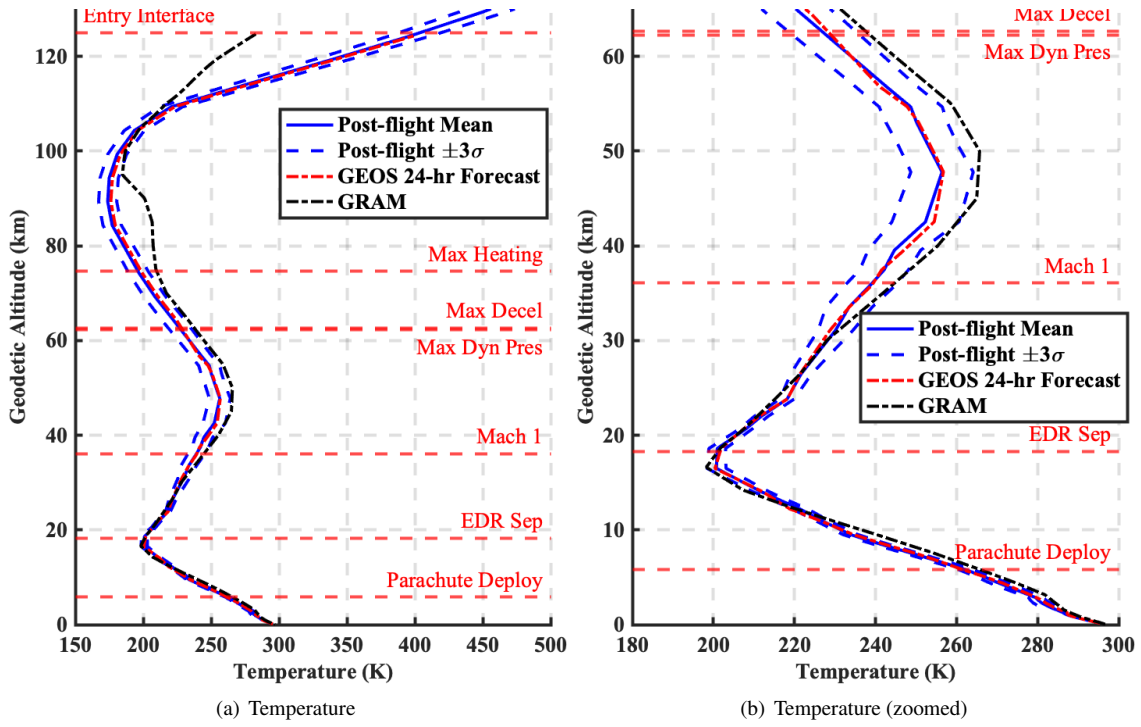 Entry Interface
120
100
80
60
40
20
0
Geodetic Altitude (km)
Post-flight Mean
Post-flight ±3σ
GEOS 24-hr Forecast
GRAM
Max Heating
Max Decel
Max Dyn Pres
Mach 1
EDR Sep
Parachute Deploy
150 200 250 300 350 400 450 500
Temperature (K)
(a) Temperature
60
50
40
30
20
10
0
Geodetic Altitude (km)
Max Decel
Max Dyn Pres
Mach 1
Post-flight Mean
Post-flight ±3σ
GEOS 24-hr Forecast
GRAM
EDR Sep
Parachute Deploy
180 200 220 240 260 280 300
Temperature (K)
(b) Temperature (zoomed)